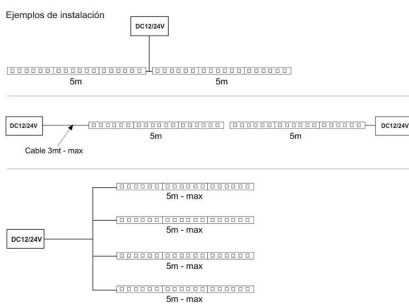 Ejemplos de instalación
DC12/24V
5m 5m
DC12/24V DC12/24V
5m 5m
Cable 3mt - max
5m - max
5m - max
DC12/24V
5m - max
5m - max